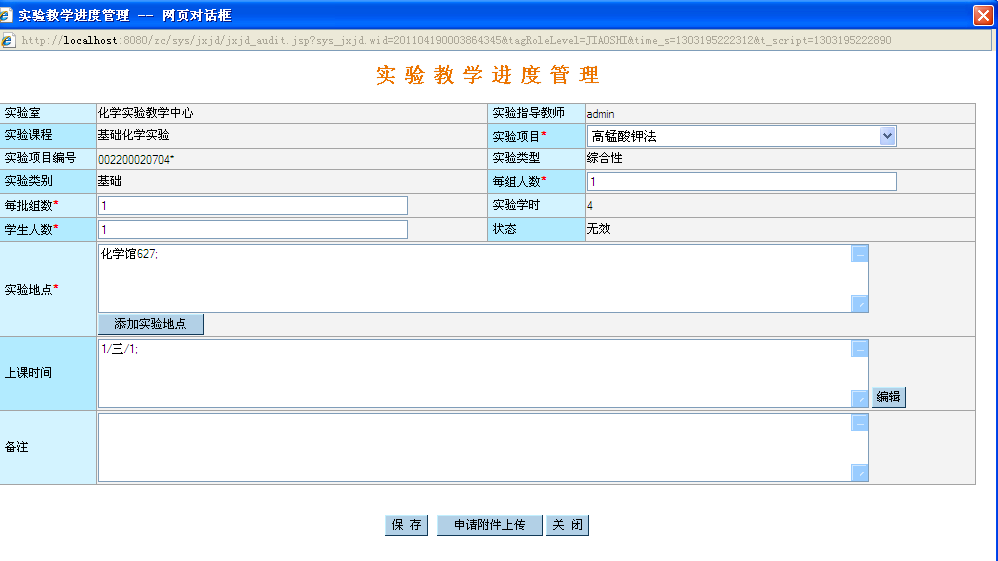 实验教学进度管理 -- 网页对话框
http://localhost:8080/zc/sys/jxjd/jxjd_audit.jsp?sys_jxjd.wid=201104190003864345&tagRoleLevel=JIAOSHI&time_s=1303195222312&t_script=1303195222890
实验教学进度管理
实验室 化学实验教学中心 实验指导教师 admin
实验课程 基础化学实验 实验项目* 高锰酸钾法
实验项目编号 002200020704* 实验类型 综合性
实验类别 基础 每组人数* 1
每批组数* 1 实验学时 4
学生人数* 1 状态 无效
实验地点* 化学馆627;
添加实验地点
上课时间 1/三/1;
编辑
备注
保 存 申请附件上传 关 闭